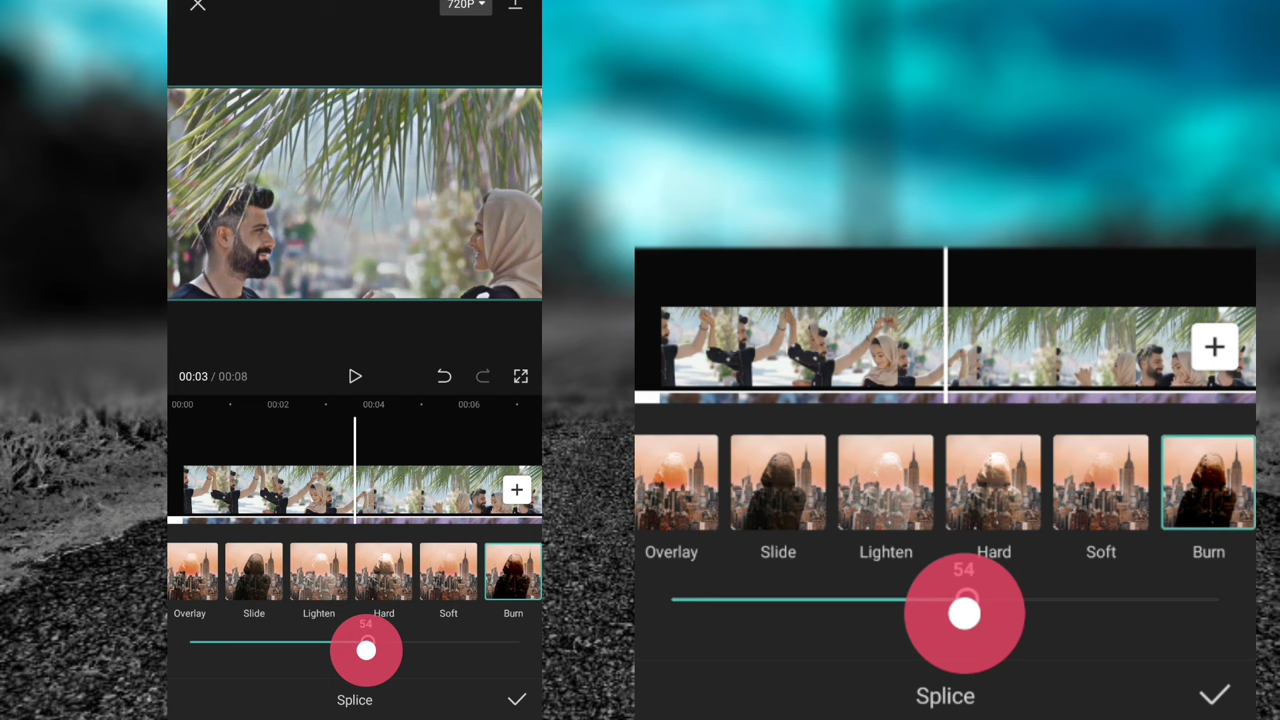 720P
00:03 / 00:08
00:00 00:02 00:04 00:06
Overlay Slide Lighten Hard Soft Burn
54
Splice
Overlay Slide Lighten Hard Soft Burn
54
Splice